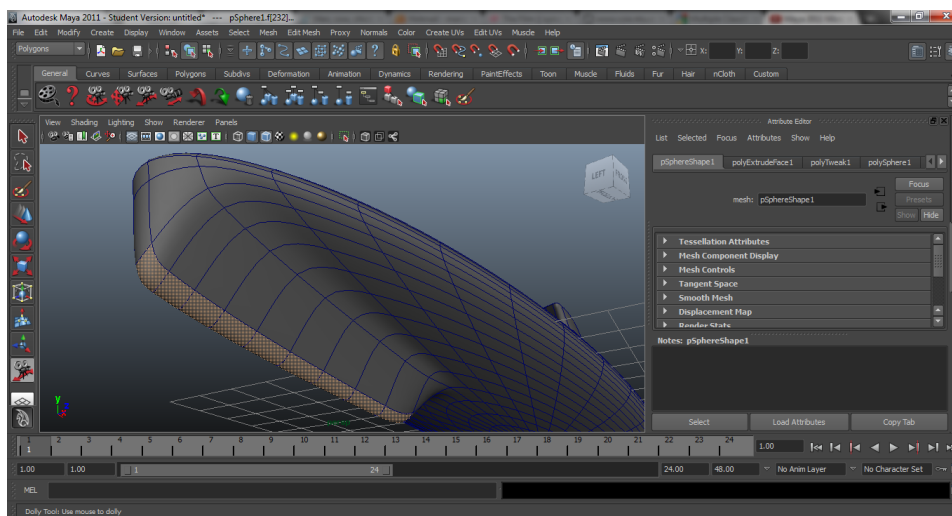 Autodesk Maya 2011 - Student Version: untitled* --- pSphere1.f[232]...
File Edit Modify Create Display Window Assets Select Mesh Edit Mesh Proxy Normals Color Create UVs Edit UVs Muscle Help
Polygons X: Y: Z:
General Curves Surfaces Polygons Subdivs Deformation Animation Dynamics Rendering PaintEffects Toon Muscle Fluids Fur Hair nCloth Custom
View Shading Lighting Show Renderer Panels
Attribute Editor
List Selected Focus Attributes Show Help
pSphereShape1 polyExtrudeFace1 polyTweak1 polySphere1
LEFT
mesh: pSphereShape1
Focus
Presets
Show Hide
Tessellation Attributes
Mesh Component Display
Mesh Controls
Tangent Space
Smooth Mesh
Displacement Map
Render Stats
Notes: pSphereShape1
y
z x
Select Load Attributes Copy Tab
1 2 3 4 5 6 7 8 9 10 11 12 13 14 15 16 17 18 19 20 21 22 23 24
1 1.00
1.00 1.00 1 24 24.00 48.00 No Anim Layer No Character Set
MEL
Dolly Tool: Use mouse to dolly